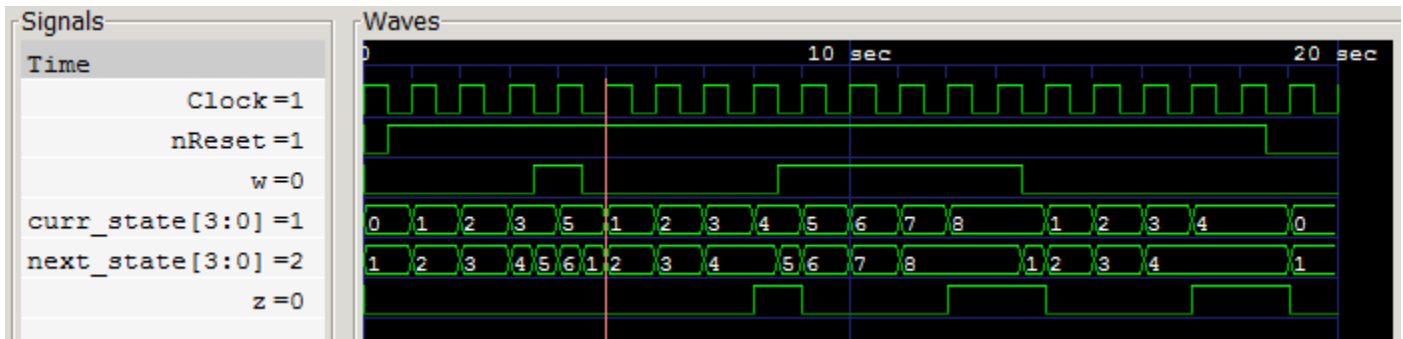 Signals Waves
Time 0 10 sec 20 sec
Clock=1
nReset=1
w=0
curr_state[3:0]=1 0 1 2 3 5 1 2 3 4 5 6 7 8 1 2 3 4 0
next_state[3:0]=2 1 2 3 4 5 6 1 2 3 4 5 6 7 8 1 2 3 4 1
z=0